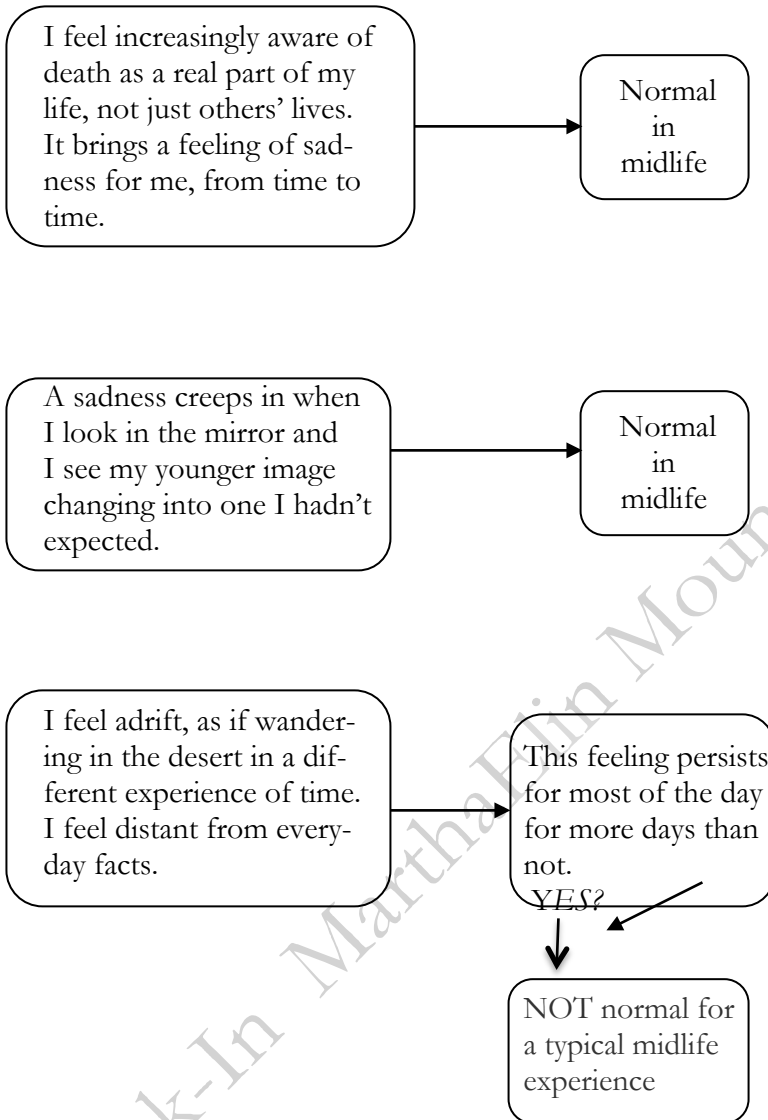 I feel increasingly aware of
death as a real part of my
life, not just others’ lives.
It brings a feeling of sad-
ness for me, from time to
time.
Normal
in
midlife
A sadness creeps in when
I look in the mirror and
I see my younger image
changing into one I hadn’t
expected.
Normal
in
midlife
I feel adrift, as if wander-
ing in the desert in a dif-
ferent experience of time.
I feel distant from every-
day facts.
This feeling persists
for most of the day
for more days than
not.
YES?
NOT normal for
a typical midlife
experience
k-In MarthaElin Moun